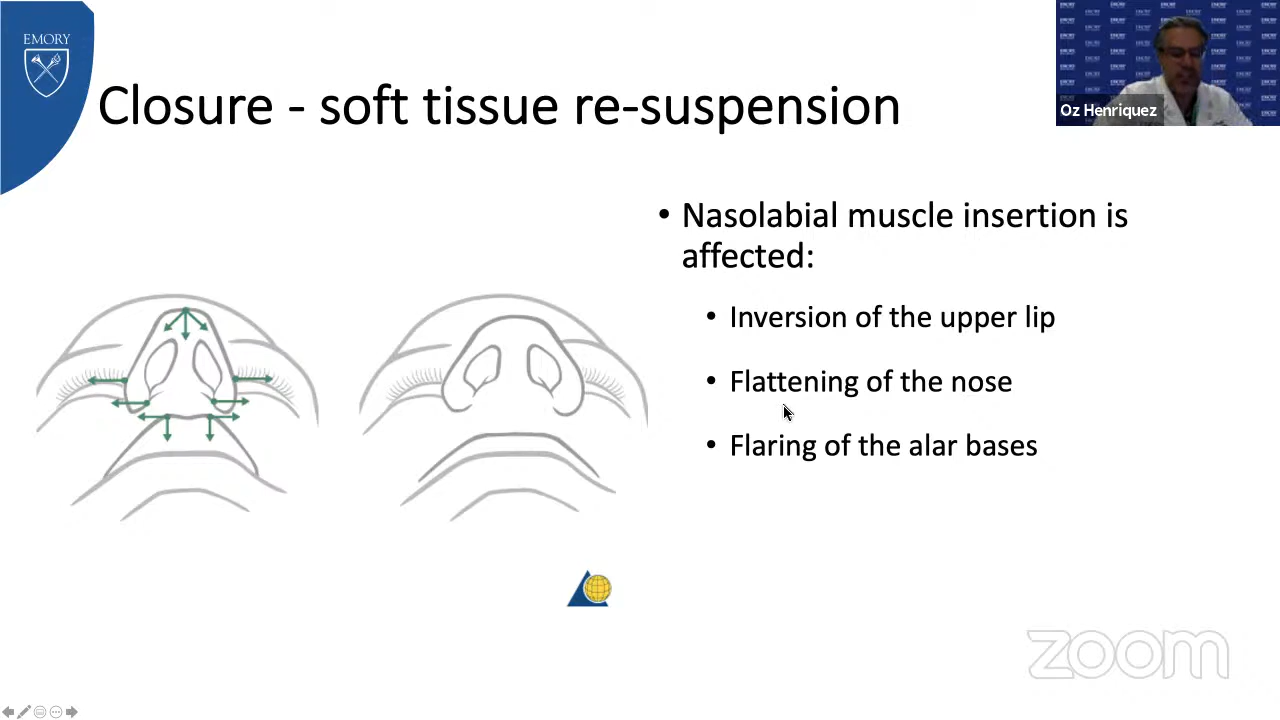 EMORY
Closure - soft tissue re-suspension
Oz Henriquez
• Nasolabial muscle insertion is
affected:
• Inversion of the upper lip
• Flattening of the nose
• Flaring of the alar bases
zoom